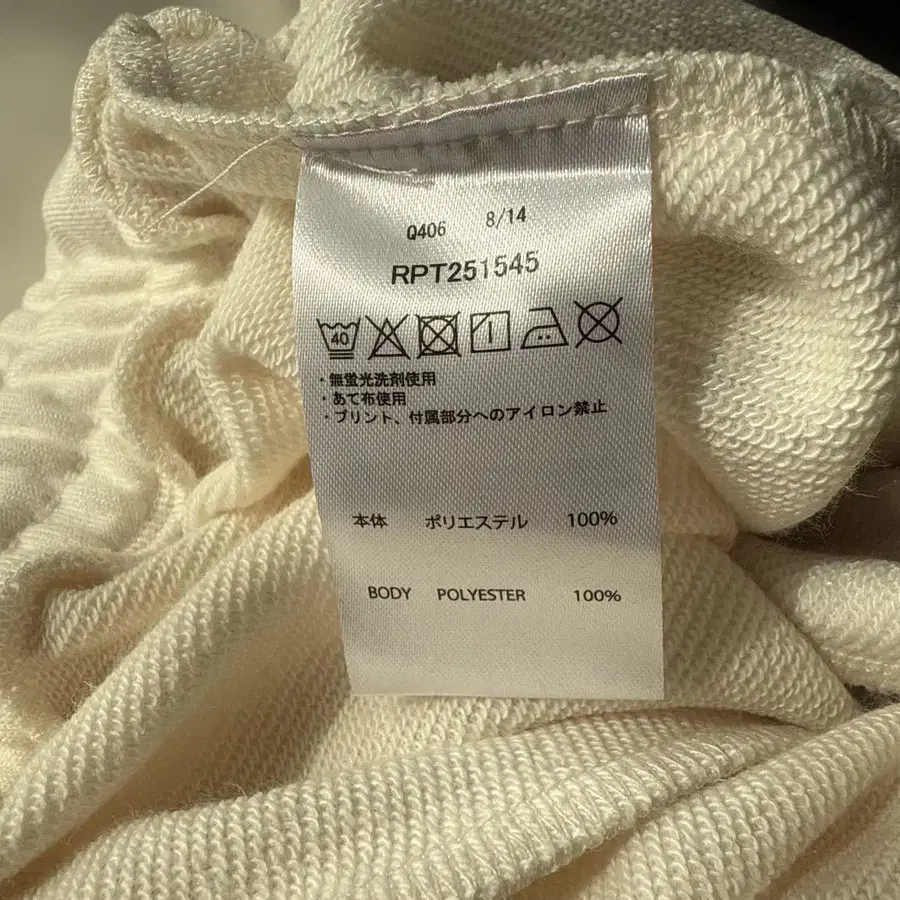 Q406 8/14
RPT251545
40
・無蛍光洗剤使用
・あて布使用
・プリント、付属部分へのアイロン禁止
本体 ポリエステル 100%
BODY POLYESTER 100%